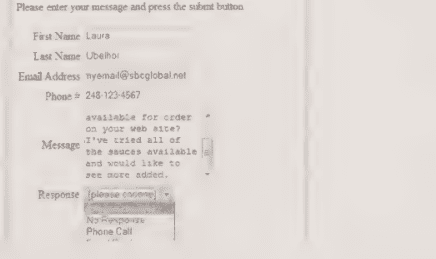 Please enter your message and press the submit button.
First Name Laura
Last Name Ubelhor
Email Address myemail@sbcglobal.net
Phone # 248-123-4567
available for order
on your web site?
Message I've tried all of
the sauces available
and would like to
see more added.
Response [please choose]
No Response
Phone Call